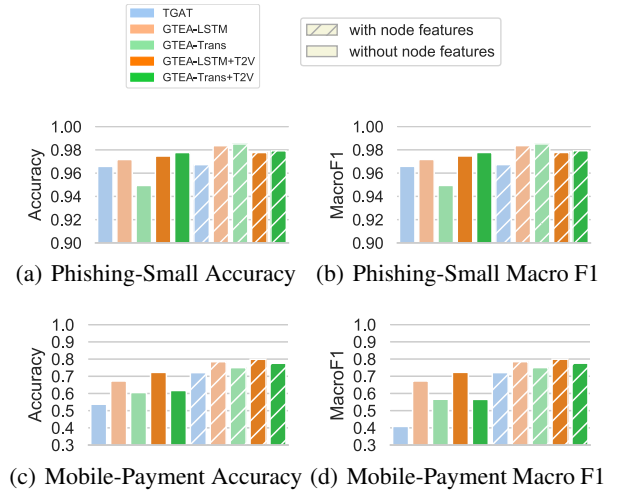 TGAT
GTEA-LSTM
GTEA-Trans
GTEA-LSTM+T2V
GTEA-Trans+T2V
with node features
without node features
Accuracy
1.00
0.98
0.96
0.94
0.92
0.90
MacroF1
1.00
0.98
0.96
0.94
0.92
0.90
(a) Phishing-Small Accuracy
(b) Phishing-Small Macro F1
Accuracy
1.0
0.9
0.8
0.7
0.6
0.5
0.4
0.3
MacroF1
1.0
0.9
0.8
0.7
0.6
0.5
0.4
0.3
(c) Mobile-Payment Accuracy
(d) Mobile-Payment Macro F1